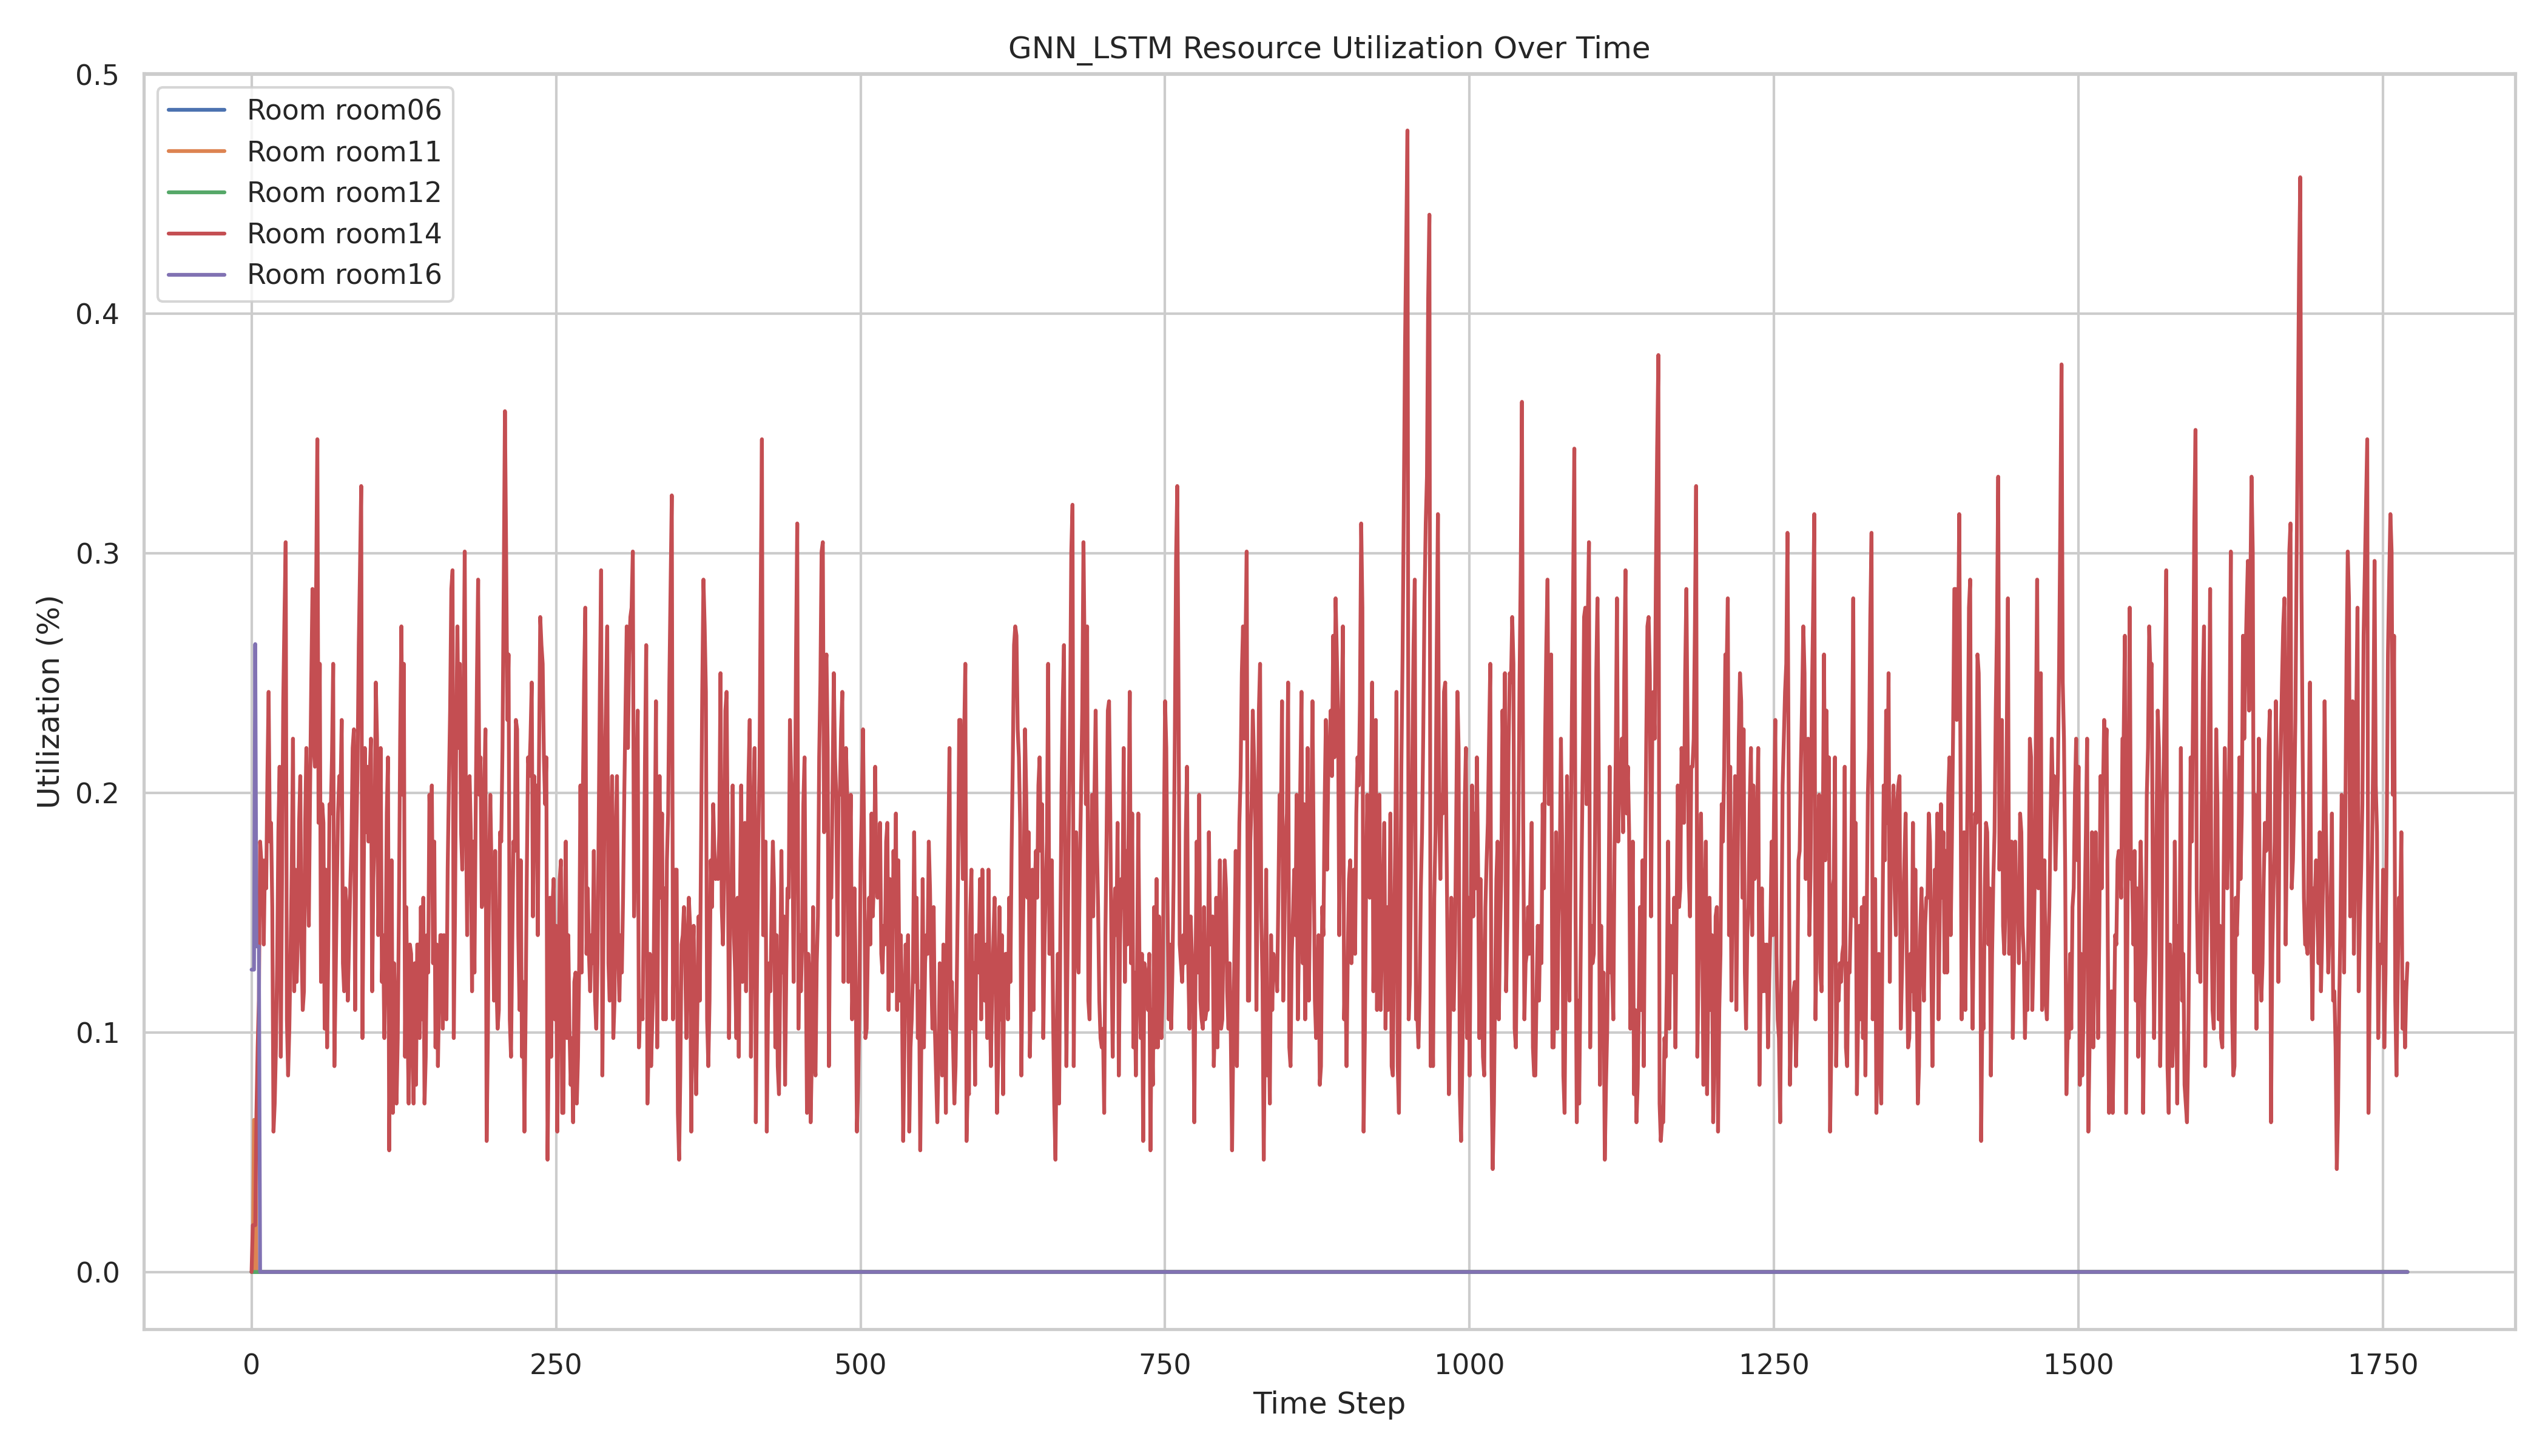 GNN_LSTM Resource Utilization Over Time
0.5
0.4
0.3
0.2
0.1
0.0
Utilization (%)
Room room06
Room room11
Room room12
Room room14
Room room16
0 250 500 750 1000 1250 1500 1750
Time Step